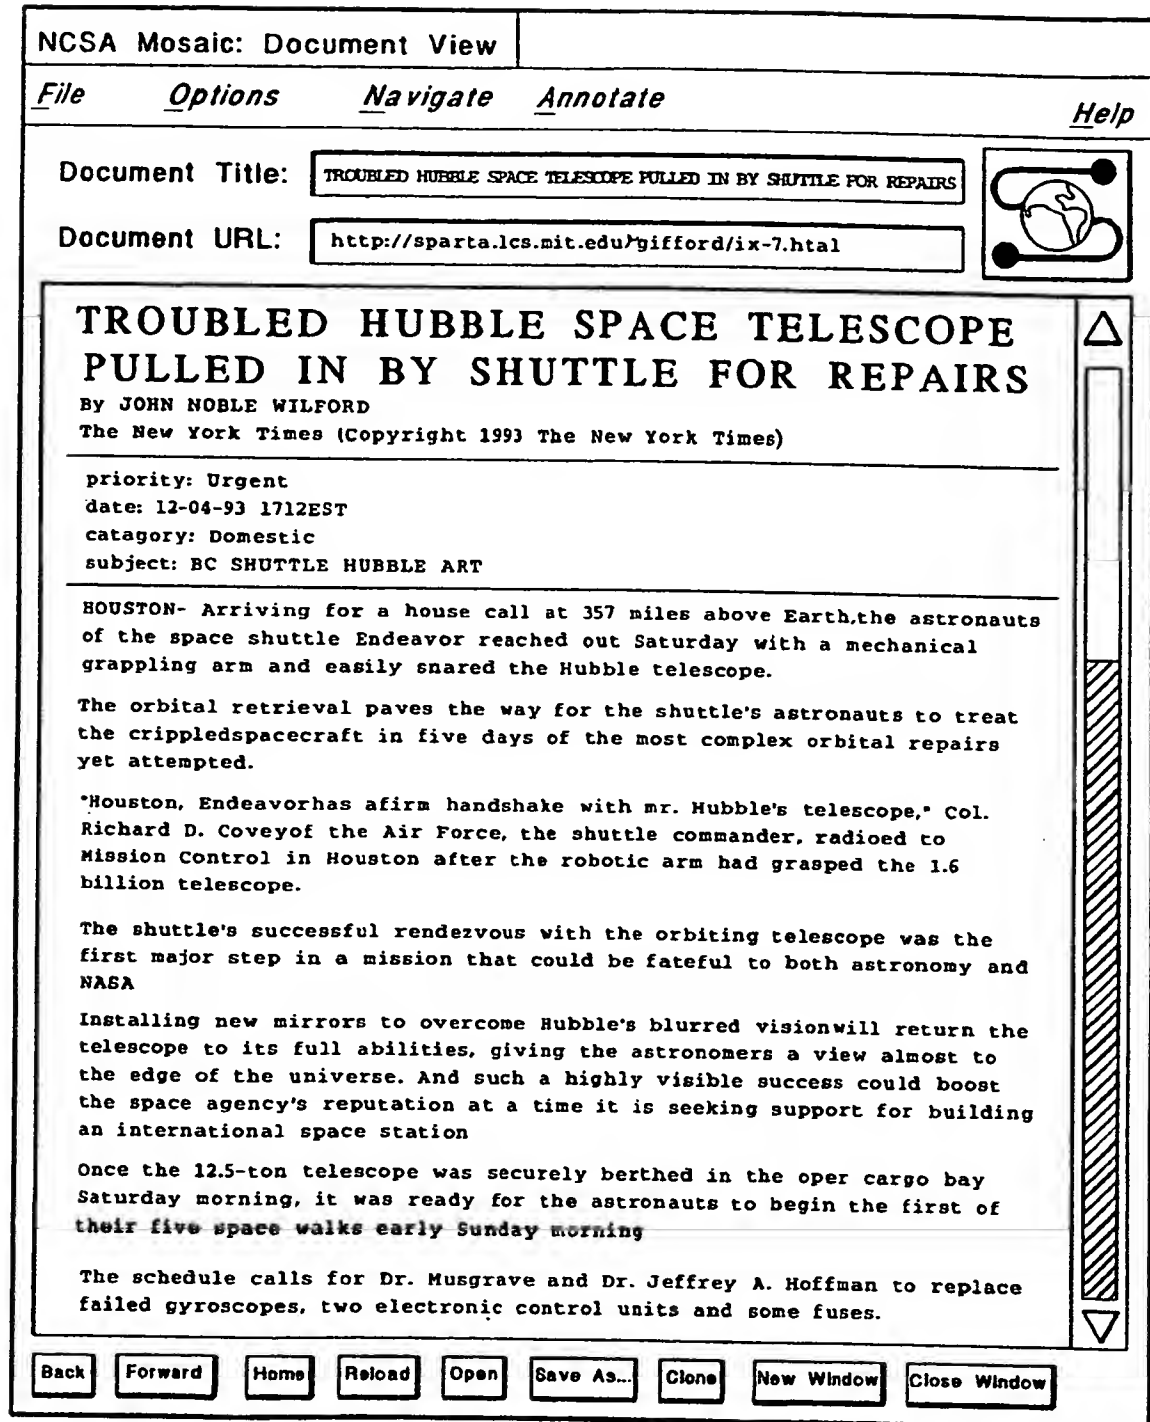 NCSA Mosaic: Document View
File Options Navigate Annotate Help
Document Title: TROUBLED HUBBLE SPACE TELESCOPE PULLED IN BY SHUTTLE FOR REPAIRS
Document URL: http://sparta.lcs.mit.edu/gifford/ix-7.htal
TROUBLED HUBBLE SPACE TELESCOPE
PULLED IN BY SHUTTLE FOR REPAIRS
By JOHN NOBLE WILFORD
The New York Times (Copyright 1993 The New York Times)
priority: Urgent
date: 12-04-93 1712EST
catagory: Domestic
subject: BC SHUTTLE HUBBLE ART
HOUSTON- Arriving for a house call at 357 miles above Earth,the astronauts
of the space shuttle Endeavor reached out Saturday with a mechanical
grappling arm and easily snared the Hubble telescope.
The orbital retrieval paves the way for the shuttle's astronauts to treat
the crippledspacecraft in five days of the most complex orbital repairs
yet attempted.
"Houston, Endeavorhas afirm handshake with mr. Hubble's telescope," Col.
Richard D. Coveyof the Air Force, the shuttle commander, radioed to
Mission Control in Houston after the robotic arm had grasped the 1.6
billion telescope.
The shuttle's successful rendezvous with the orbiting telescope was the
first major step in a mission that could be fateful to both astronomy and
NASA
Installing new mirrors to overcome Hubble's blurred visionwill return the
telescope to its full abilities, giving the astronomers a view almost to
the edge of the universe. And such a highly visible success could boost
the space agency's reputation at a time it is seeking support for building
an international space station
Once the 12.5-ton telescope was securely berthed in the oper cargo bay
Saturday morning, it was ready for the astronauts to begin the first of
their five space walks early Sunday morning
The schedule calls for Dr. Musgrave and Dr. Jeffrey A. Hoffman to replace
failed gyroscopes, two electronic control units and some fuses.
Back Forward Home Reload Open Save As... Clone New Window Close Window